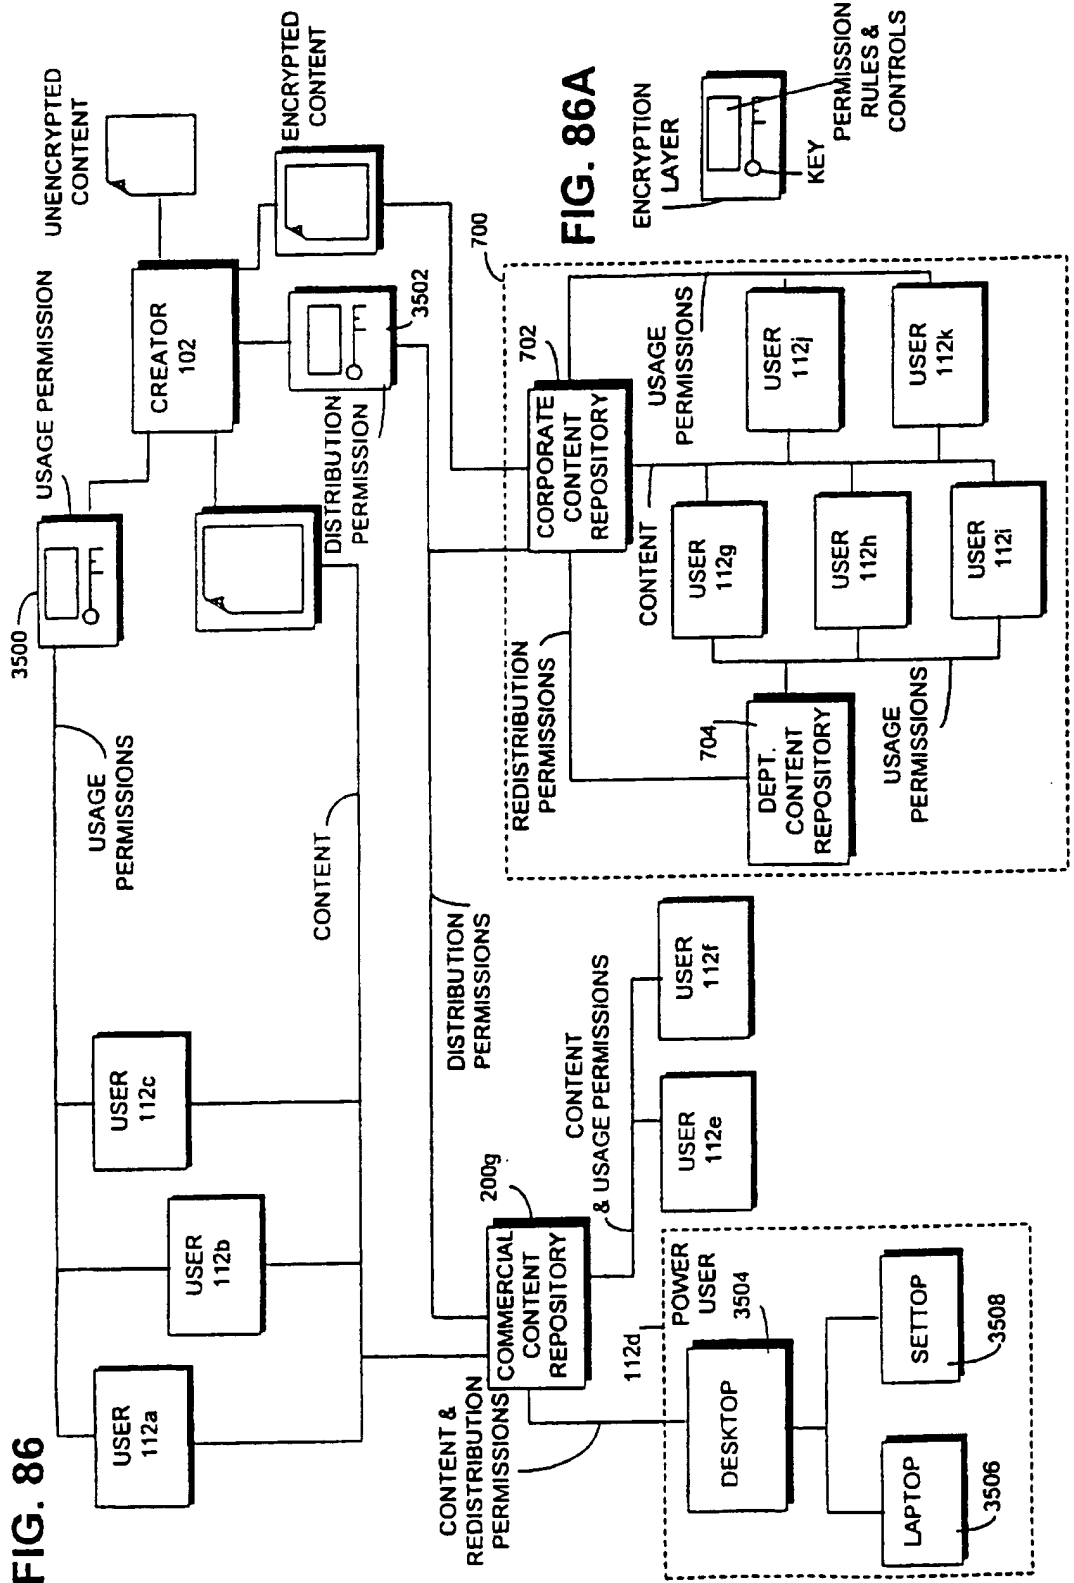 FIG. 86
USER
112a
USER
112b
USER
112c
USAGE
PERMISSIONS
3500
USAGE PERMISSION
CREATOR
102
UNENCRYPTED
CONTENT
ENCRYPTED
CONTENT
CONTENT
DISTRIBUTION
PERMISSION
3502
DISTRIBUTION
PERMISSIONS
CONTENT &
REDISTRIBUTION
PERMISSIONS
COMMERCIAL
CONTENT
REPOSITORY
200g
CONTENT
& USAGE PERMISSIONS
USER
112e
USER
112f
112d
POWER
USER
3504
DESKTOP
LAPTOP
3506
SETTOP
3508
700
702
CORPORATE
CONTENT
REPOSITORY
REDISTRIBUTION
PERMISSIONS
CONTENT
USAGE
PERMISSIONS
704
DEPT.
CONTENT
REPOSITORY
USER
112g
USER
112h
USER
112i
USER
112j
USER
112k
USAGE
PERMISSIONS
FIG. 86A
ENCRYPTION
LAYER
KEY
PERMISSION
RULES &
CONTROLS